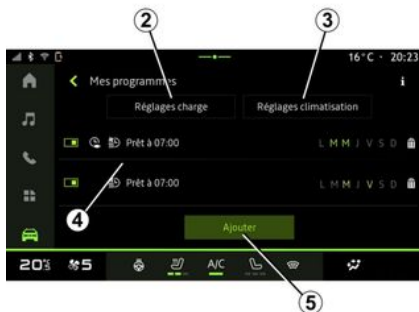 2
3
16°C · 20:23
Mes programmes
i
Réglages charge
Réglages climatisation
Prêt à 07:00
L M M J V S D
4
Prêt à 07:00
L M M J V S D
Ajouter
20
5
A/C
5